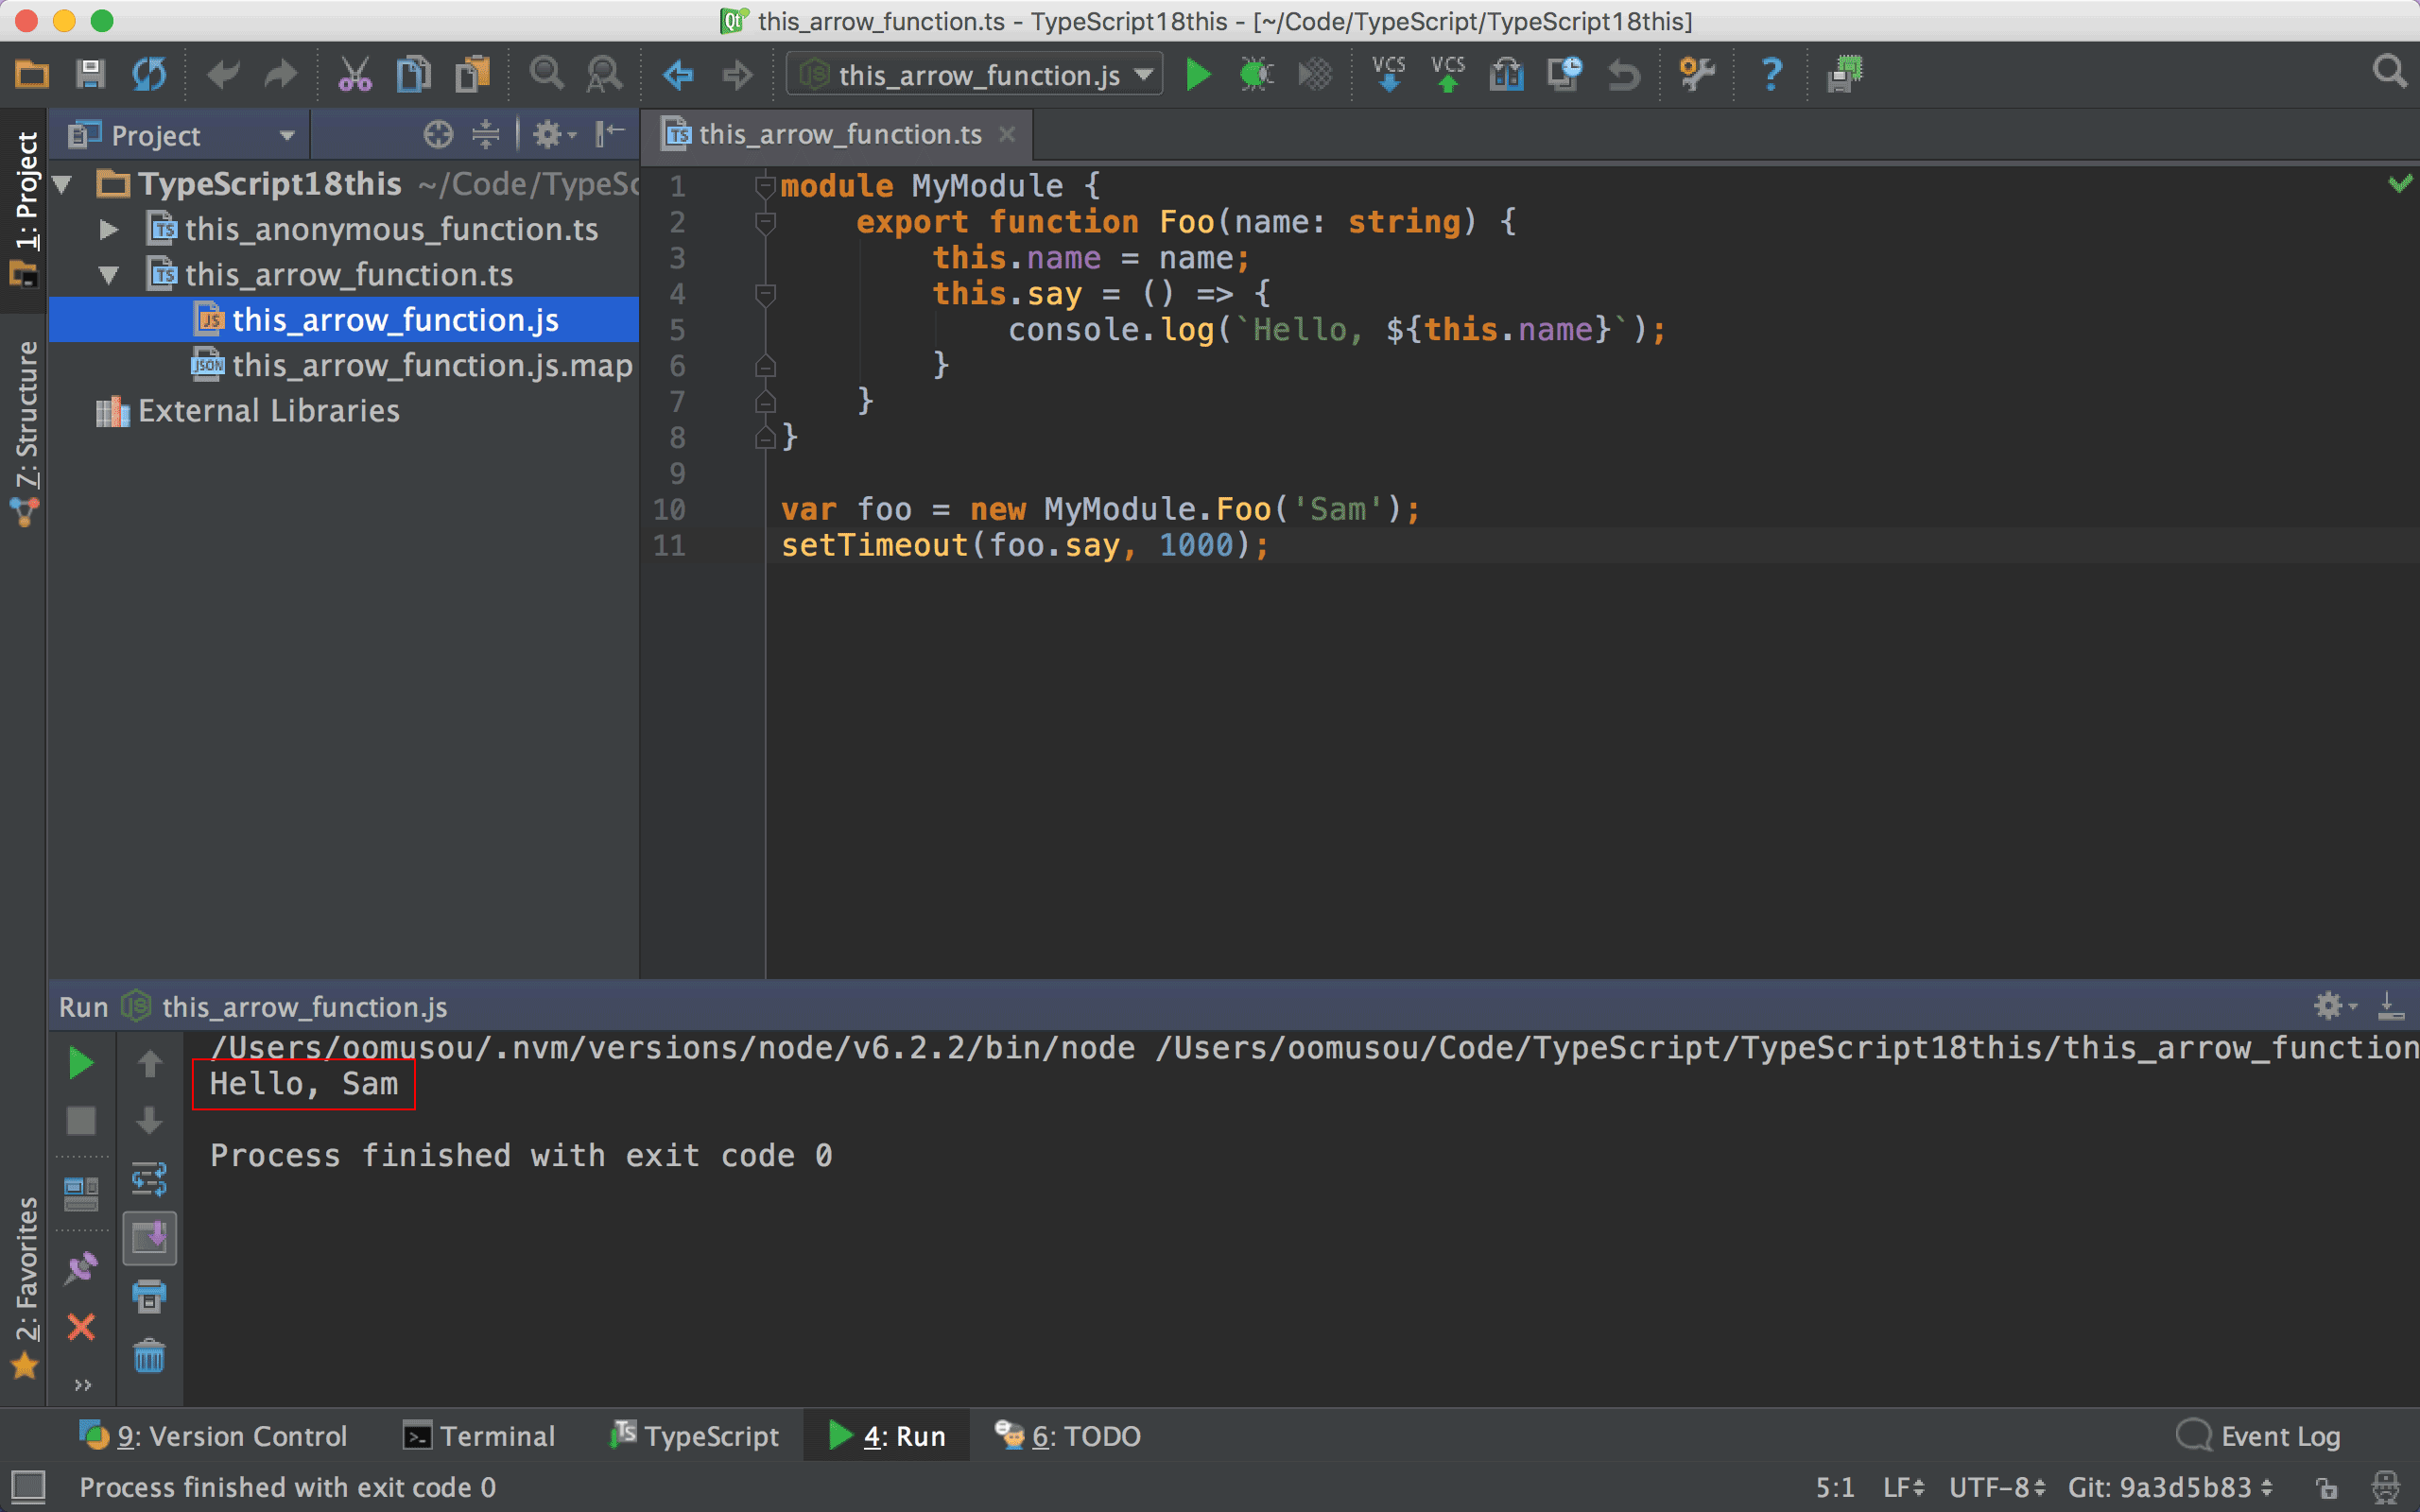 this_arrow_function.ts - TypeScript18this - [~/Code/TypeScript/TypeScript18this]
this_arrow_function.js
VCS
VCS
?
1: Project
7: Structure
2: Favorites
Project
TypeScript18this ~/Code/TypeSc
this_anonymous_function.ts
this_arrow_function.ts
this_arrow_function.js
this_arrow_function.js.map
External Libraries
this_arrow_function.ts
1 module MyModule {
2 export function Foo(name: string) {
3 this.name = name;
4 this.say = () => {
5 console.log(`Hello, ${this.name}`);
6 }
7 }
8 }
9
10 var foo = new MyModule.Foo('Sam');
11 setTimeout(foo.say, 1000);
Run this_arrow_function.js
/Users/oomusou/.nvm/versions/node/v6.2.2/bin/node /Users/oomusou/Code/TypeScript/TypeScript18this/this_arrow_function
Hello, Sam
Process finished with exit code 0
9: Version Control
Terminal
TypeScript
4: Run
6: TODO
Event Log
Process finished with exit code 0
5:1 LF UTF-8 Git: 9a3d5b83